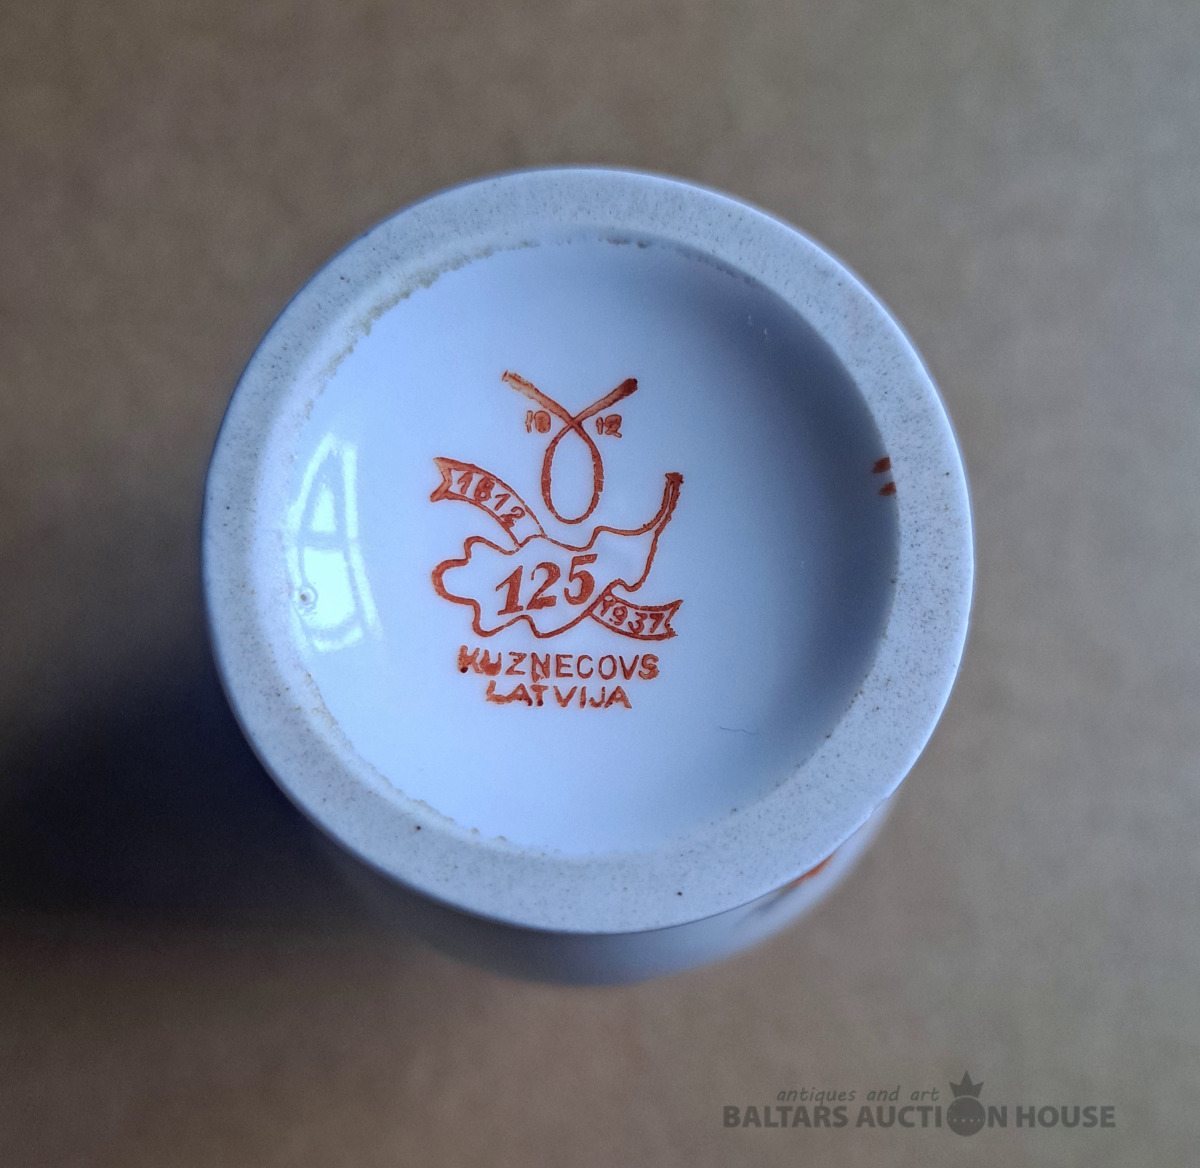 18 12
1812
125
1937
KUZNECOVS
LATVIJA
antiques and art
BALTARS AUCTION HOUSE